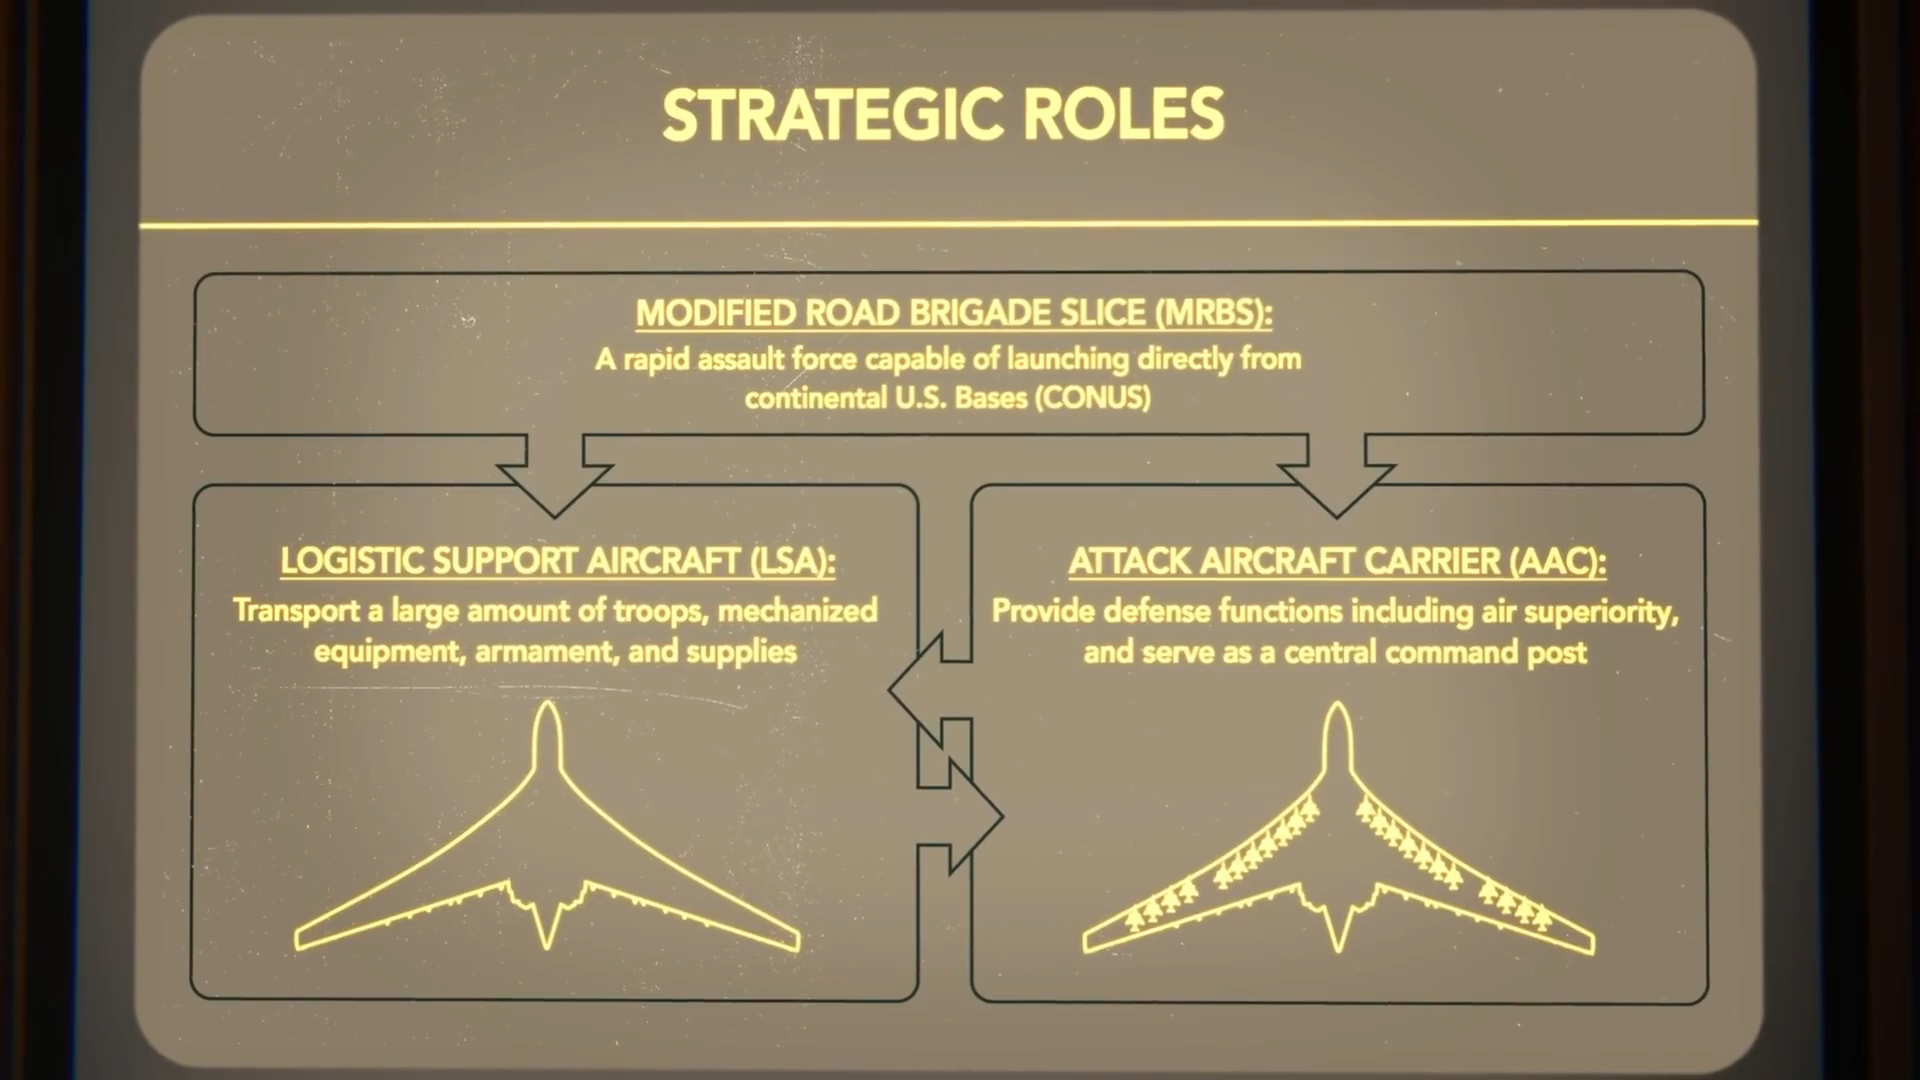 STRATEGIC ROLES
MODIFIED ROAD BRIGADE SLICE (MRBS):
A rapid assault force capable of launching directly from
continental U.S. Bases (CONUS)
LOGISTIC SUPPORT AIRCRAFT (LSA):
Transport a large amount of troops, mechanized
equipment, armament, and supplies
ATTACK AIRCRAFT CARRIER (AAC):
Provide defense functions including air superiority,
and serve as a central command post